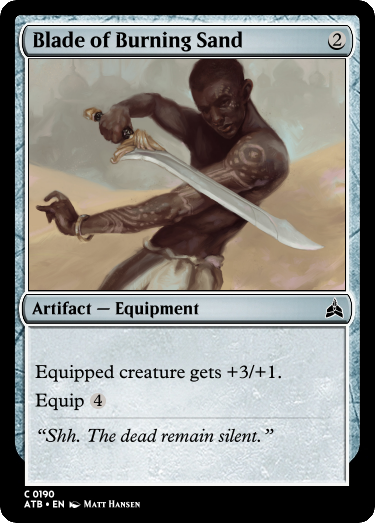 Blade of Burning Sand 2
Artifact — Equipment
Equipped creature gets +3/+1.
Equip 4
“Shh. The dead remain silent.”
C 0190
ATB • EN Matt Hansen